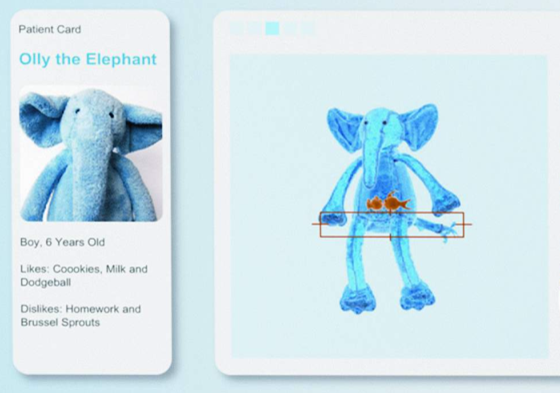 Patient Card
Olly the Elephant
Boy, 6 Years Old
Likes: Coookies, Milk and
Dodgeball
Dislikes: Homework and
Brussel Sprouts